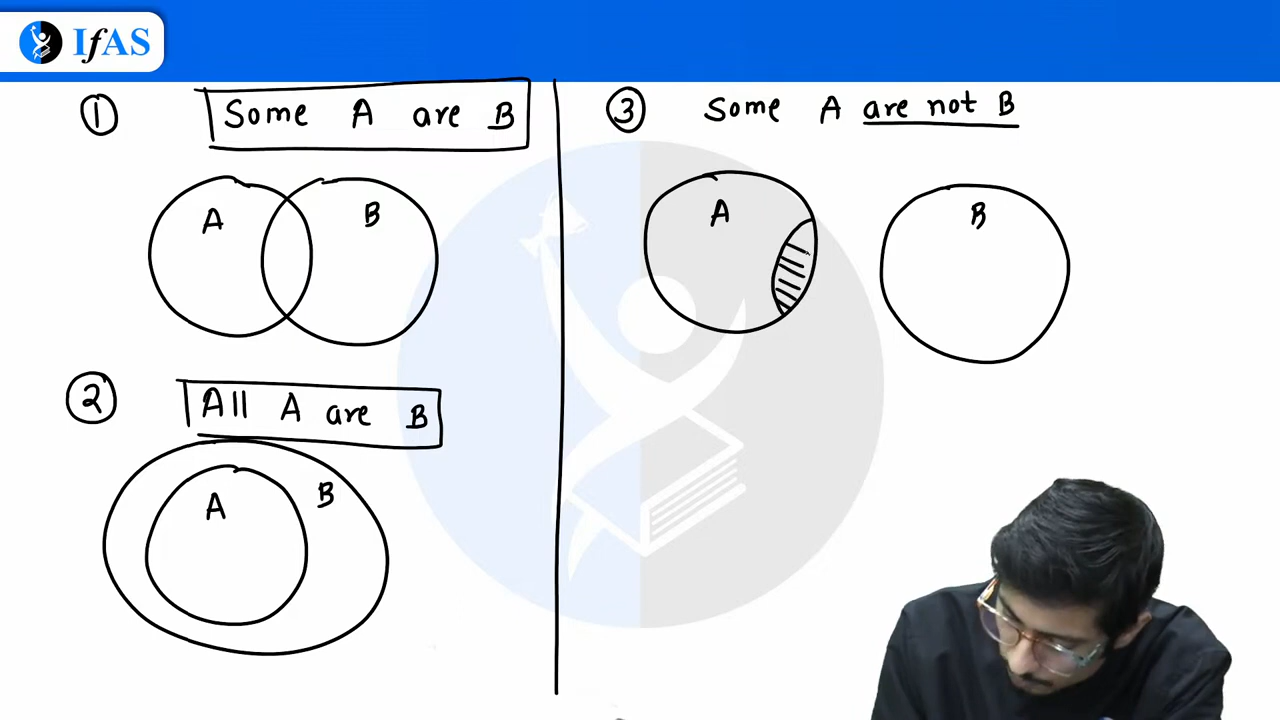 IfAS
① Some A are B
A B
② All A are B
A B
③ Some A are not B
A B